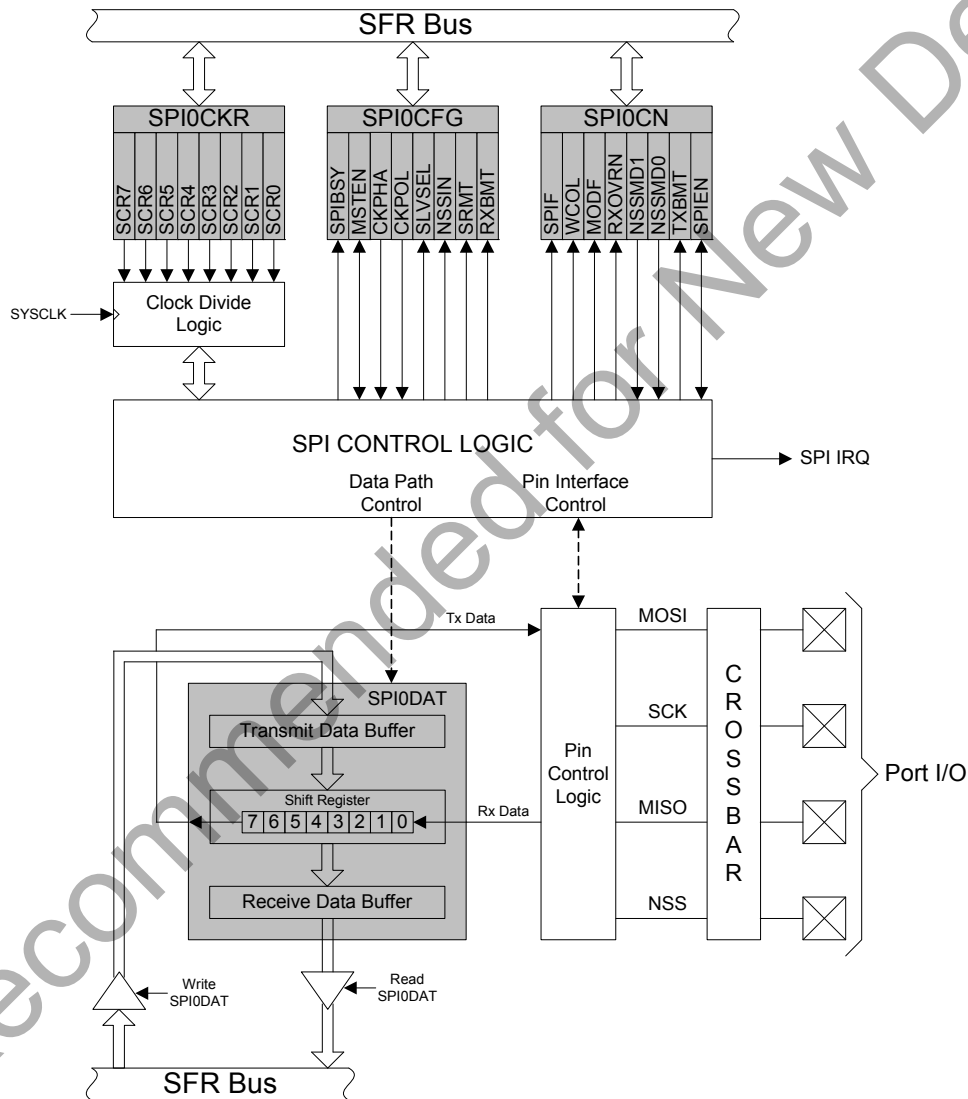 SFR Bus
SPI0CKR
SCR7
SCR6
SCR5
SCR4
SCR3
SCR2
SCR1
SCR0
SPI0CFG
SPIBSY
MSTEN
CKPHA
CKPOL
SLVSEL
NSSIN
SRMT
RXBMT
SPI0CN
SPIF
WCOL
MODF
RXOVRN
NSSMD1
NSSMD0
TXBMT
SPIEN
SYSCLK
Clock Divide
Logic
SPI CONTROL LOGIC
Data Path
Control
Pin Interface
Control
SPI IRQ
Tx Data
SPI0DAT
Transmit Data Buffer
Shift Register
7 6 5 4 3 2 1 0
Rx Data
Receive Data Buffer
Pin
Control
Logic
MOSI
SCK
MISO
NSS
CROSSBAR
Port I/O
Write
SPI0DAT
Read
SPI0DAT
SFR Bus
ecommended for New De